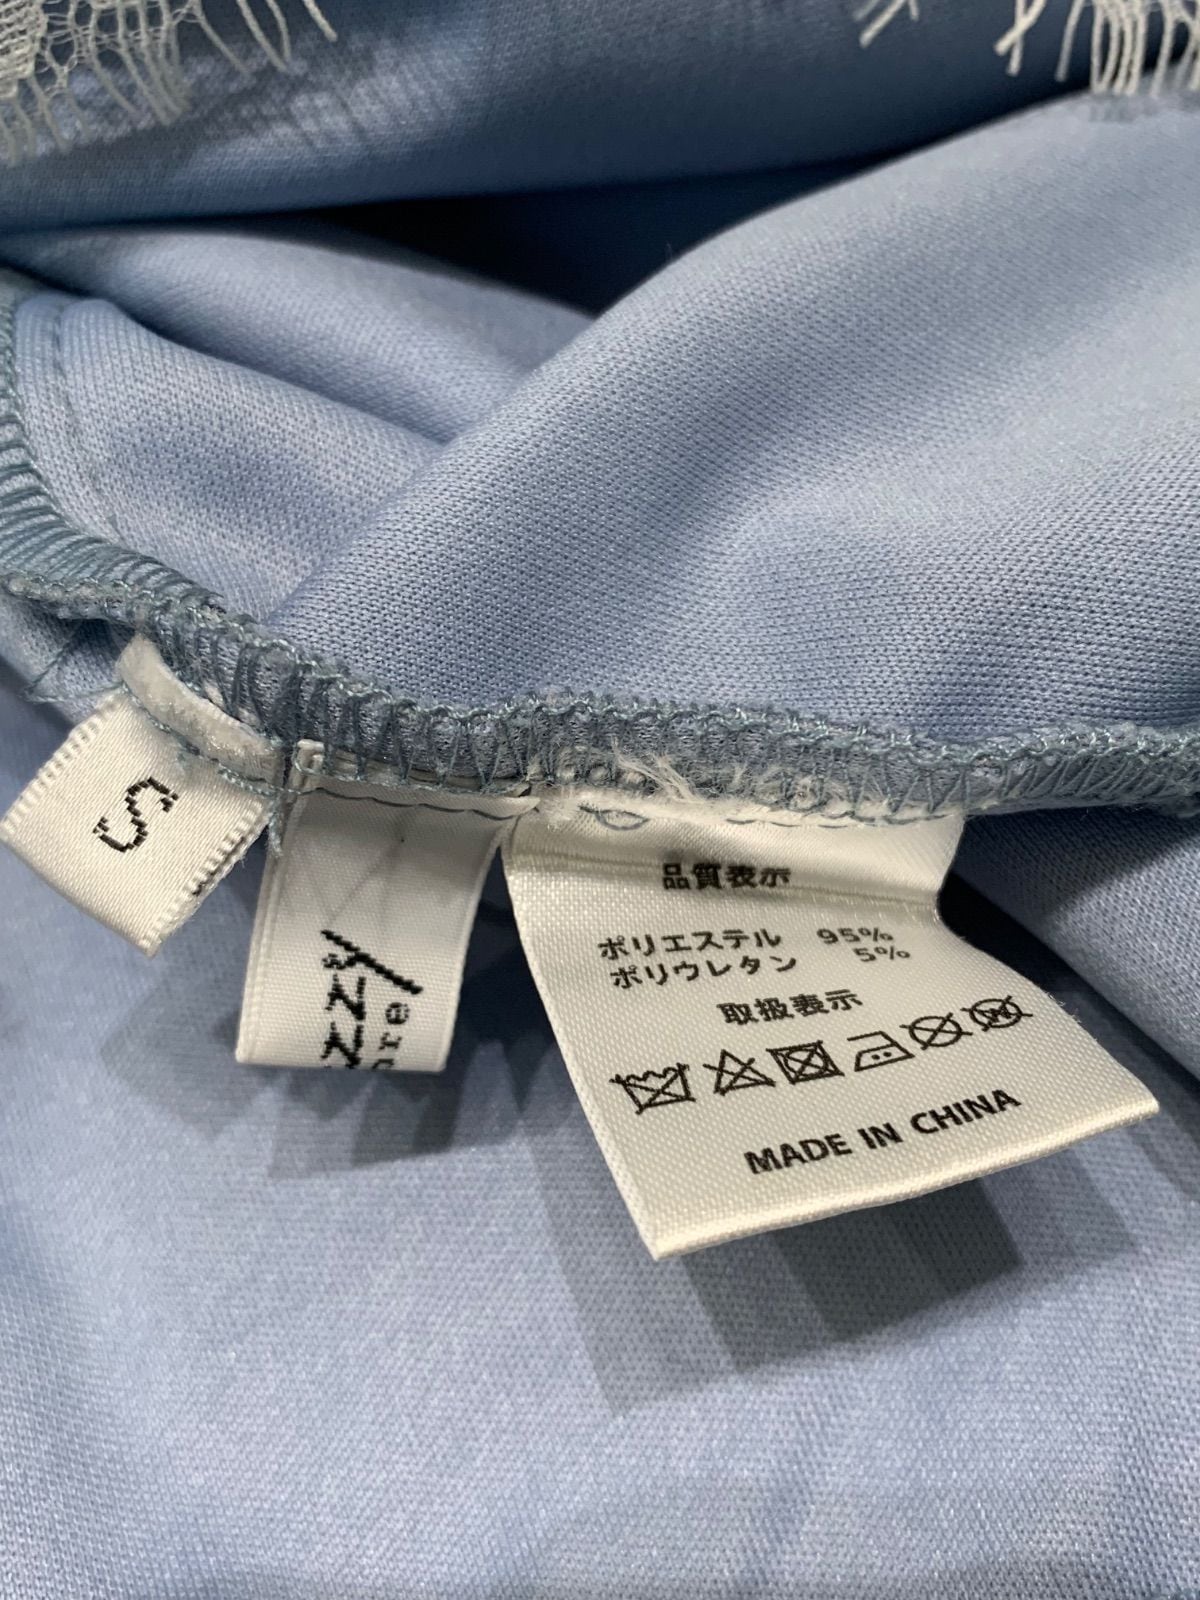 S
品質表示
ポリエステル 95%
ポリウレタン 5%
取扱表示
MADE IN CHINA